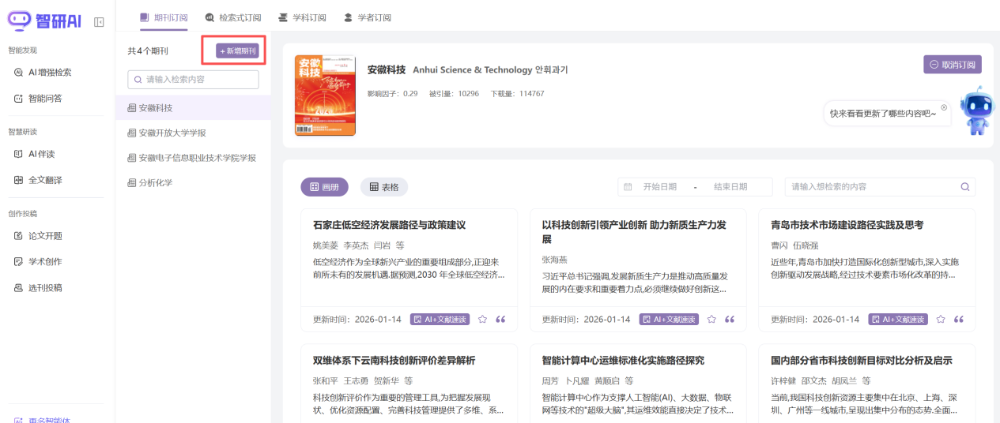 智研AI
智能发现
AI增强检索
智能问答
智慧研读
AI伴读
全文翻译
创作投稿
论文开题
学术创作
选刊投稿
更多智能体
期刊订阅
检索式订阅
学科订阅
学者订阅
共4个期刊
+新增期刊
请输入检索内容
安徽科技
安徽开放大学学报
安徽电子信息职业技术学院学报
分析化学
安徽科技
安徽科技 Anhui Science & Technology 안휘과기
影响因子：0.29 被引量：10296 下载量：114767
取消订阅
快来看看更新了哪些内容吧~
画册
表格
开始日期 - 结束日期
请输入想检索的内容
石家庄低空经济发展路径与政策建议
姚美菱 李英杰 闫岩 等
低空经济作为全球新兴产业的重要组成部分,正迎来
前所未有的发展机遇.据预测,2030 年全球低空经济...
更新时间：2026-01-14 AI+文献速读
以科技创新引领产业创新 助力新质生产力发
展
张海燕
习近平总书记强调,发展新质生产力是推动高质量发
展的内在要求和重要着力点,必须继续做好创新这...
更新时间：2026-01-14 AI+文献速读
青岛市技术市场建设路径实践及思考
曹闪 伍晓强
近些年,青岛市加快打造国际化创新型城市,深入实施
创新驱动发展战略,经过技术要素市场化改革的持...
更新时间：2026-01-14 AI+文献速读
双维体系下云南科技创新评价差异解析
张和平 王志勇 贺新华 等
科技创新评价作为重要的管理工具,为把握发展现
状、优化资源配置、完善科技管理提供了多维、系...
智能计算中心运维标准化实施路径探究
周芳 卜凡耀 黄顺启 等
智能计算中心作为支撑人工智能(AI)、大数据、物联
网等技术的"超级大脑",其运维效能直接决定了技术...
国内部分省市科技创新目标对比分析及启示
许梓健 邵文杰 胡凤兰 等
当前,我国科技创新资源主要集中在北京、上海、深
圳、广州等一线城市,呈现出集中分布的态势.全面...